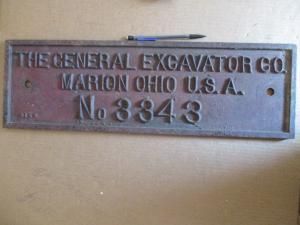 THE GENERAL EXCAVATOR CO.
MARION OHIO U.S.A.
No 3343